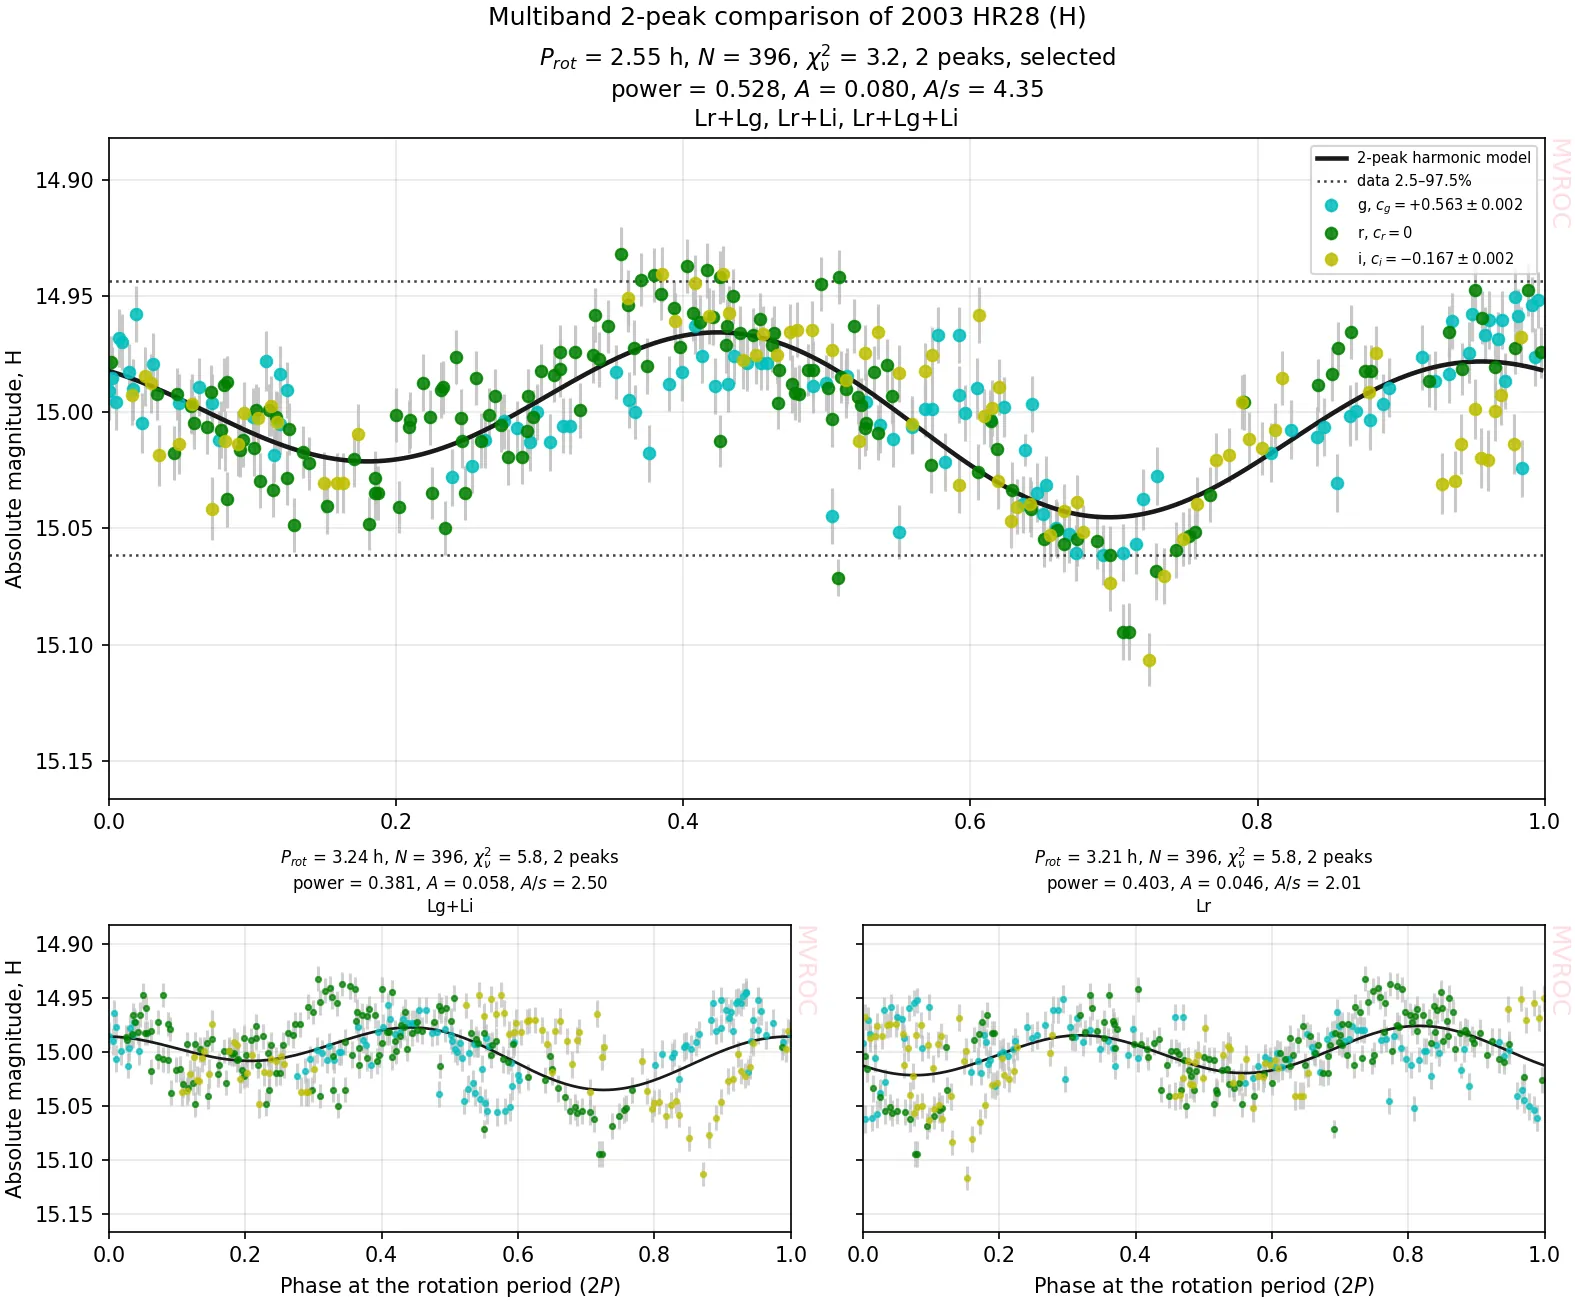 Multiband 2-peak comparison of 2003 HR28 (H)
P_rot = 2.55 h, N = 396, χ²_ν = 3.2, 2 peaks, selected
power = 0.528, A = 0.080, A/s = 4.35
Lr+Lg, Lr+Li, Lr+Lg+Li
2-peak harmonic model
data 2.5–97.5%
g, c_g = +0.563 ± 0.002
r, c_r = 0
i, c_i = −0.167 ± 0.002
MVROC
Absolute magnitude, H
14.90
14.95
15.00
15.05
15.10
15.15
0.0 0.2 0.4 0.6 0.8 1.0
P_rot = 3.24 h, N = 396, χ²_ν = 5.8, 2 peaks
power = 0.381, A = 0.058, A/s = 2.50
Lg+Li
MVROC
Absolute magnitude, H
14.90
14.95
15.00
15.05
15.10
15.15
0.0 0.2 0.4 0.6 0.8 1.0
Phase at the rotation period (2P)
P_rot = 3.21 h, N = 396, χ²_ν = 5.8, 2 peaks
power = 0.403, A = 0.046, A/s = 2.01
Lr
MVROC
0.0 0.2 0.4 0.6 0.8 1.0
Phase at the rotation period (2P)